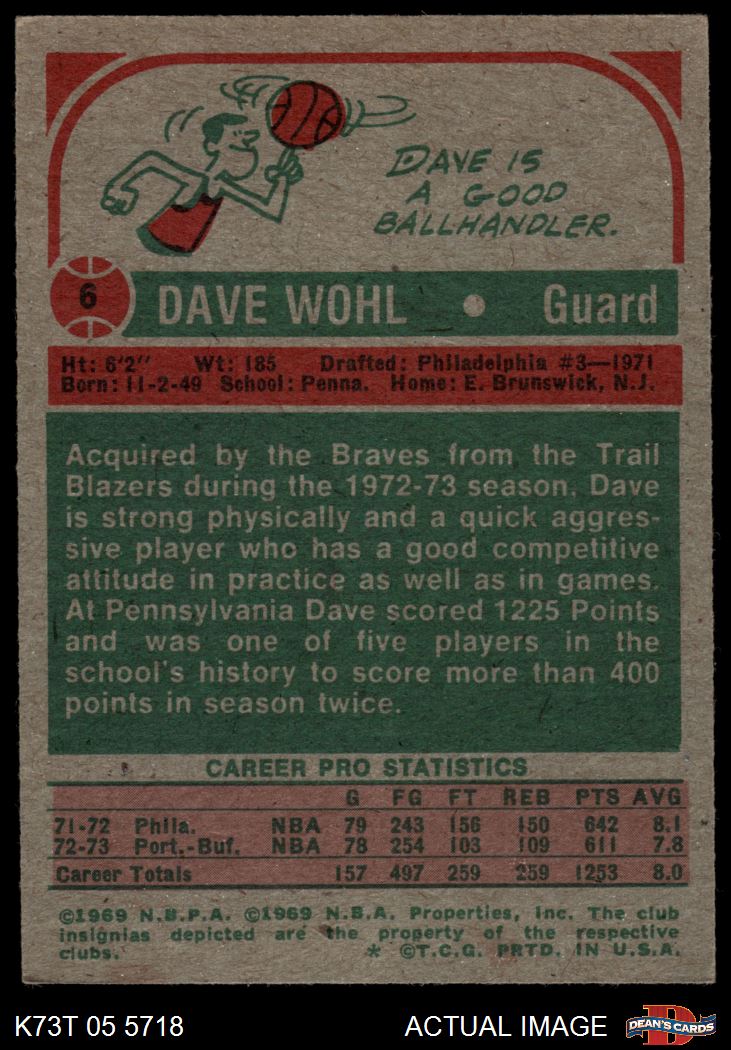 DAVE IS
A GOOD
BALLHANDLER.
6 DAVE WOHL • Guard
Ht: 6'2" Wt: 185 Drafted: Philadelphia #3—1971
Born: 11-2-49 School: Penna. Home: E. Brunswick, N.J.
Acquired by the Braves from the Trail
Blazers during the 1972-73 season, Dave
is strong physically and a quick aggres-
sive player who has a good competitive
attitude in practice as well as in games.
At Pennsylvania Dave scored 1225 Points
and was one of five players in the
school's history to score more than 400
points in season twice.
CAREER PRO STATISTICS
G FG FT REB PTS AVG
71-72 Phila. NBA 79 243 156 150 642 8.1
72-73 Port.-Buf. NBA 78 254 103 109 611 7.8
Career Totals 157 497 259 259 1253 8.0
©1969 N.B.P.A. ©1969 N.B.A. Properties, Inc. The club
insignias depicted are the property of the respective
clubs. * ©T.C.G. PRTD. IN U.S.A.
K73T 05 5718 ACTUAL IMAGE D DEAN'S CARDS